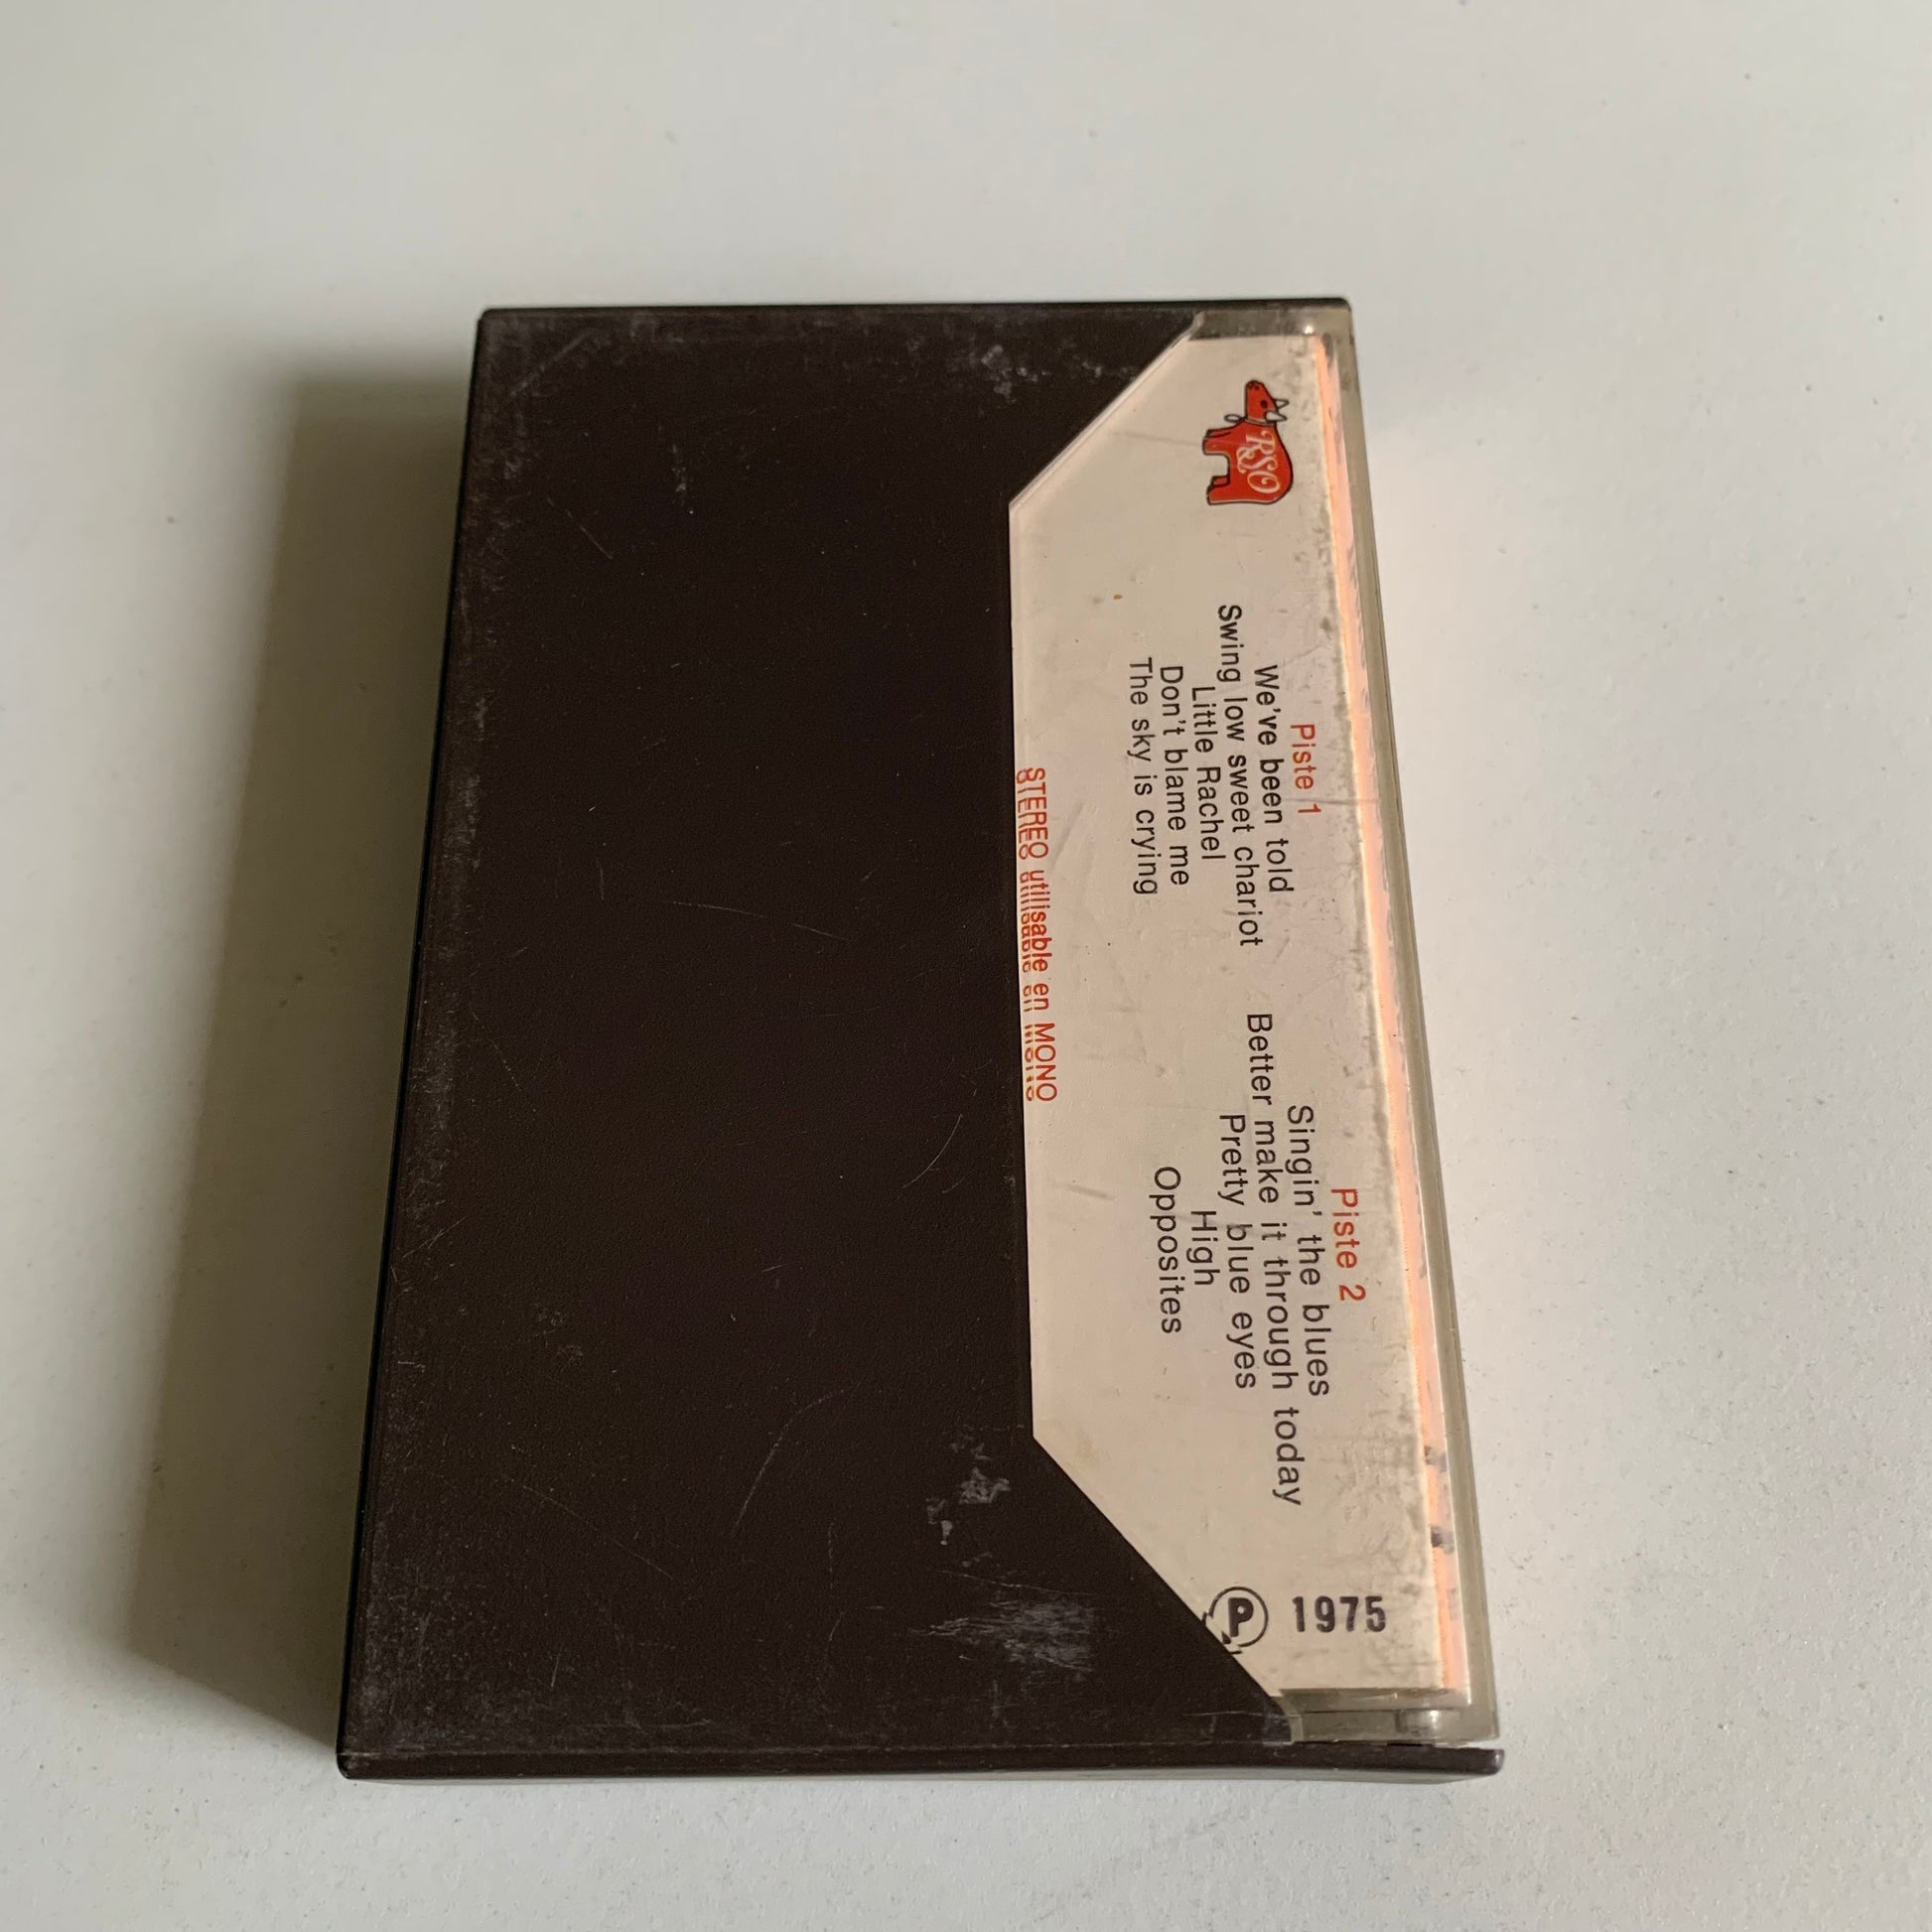 RSO
Piste 1
We've been told
Swing low sweet chariot
Little Rachel
Don't blame me
The sky is crying
Piste 2
Singin' the blues
Better make it through today
Pretty blue eyes
High
Opposites
STEREO utilisable en MONO
Ⓟ 1975